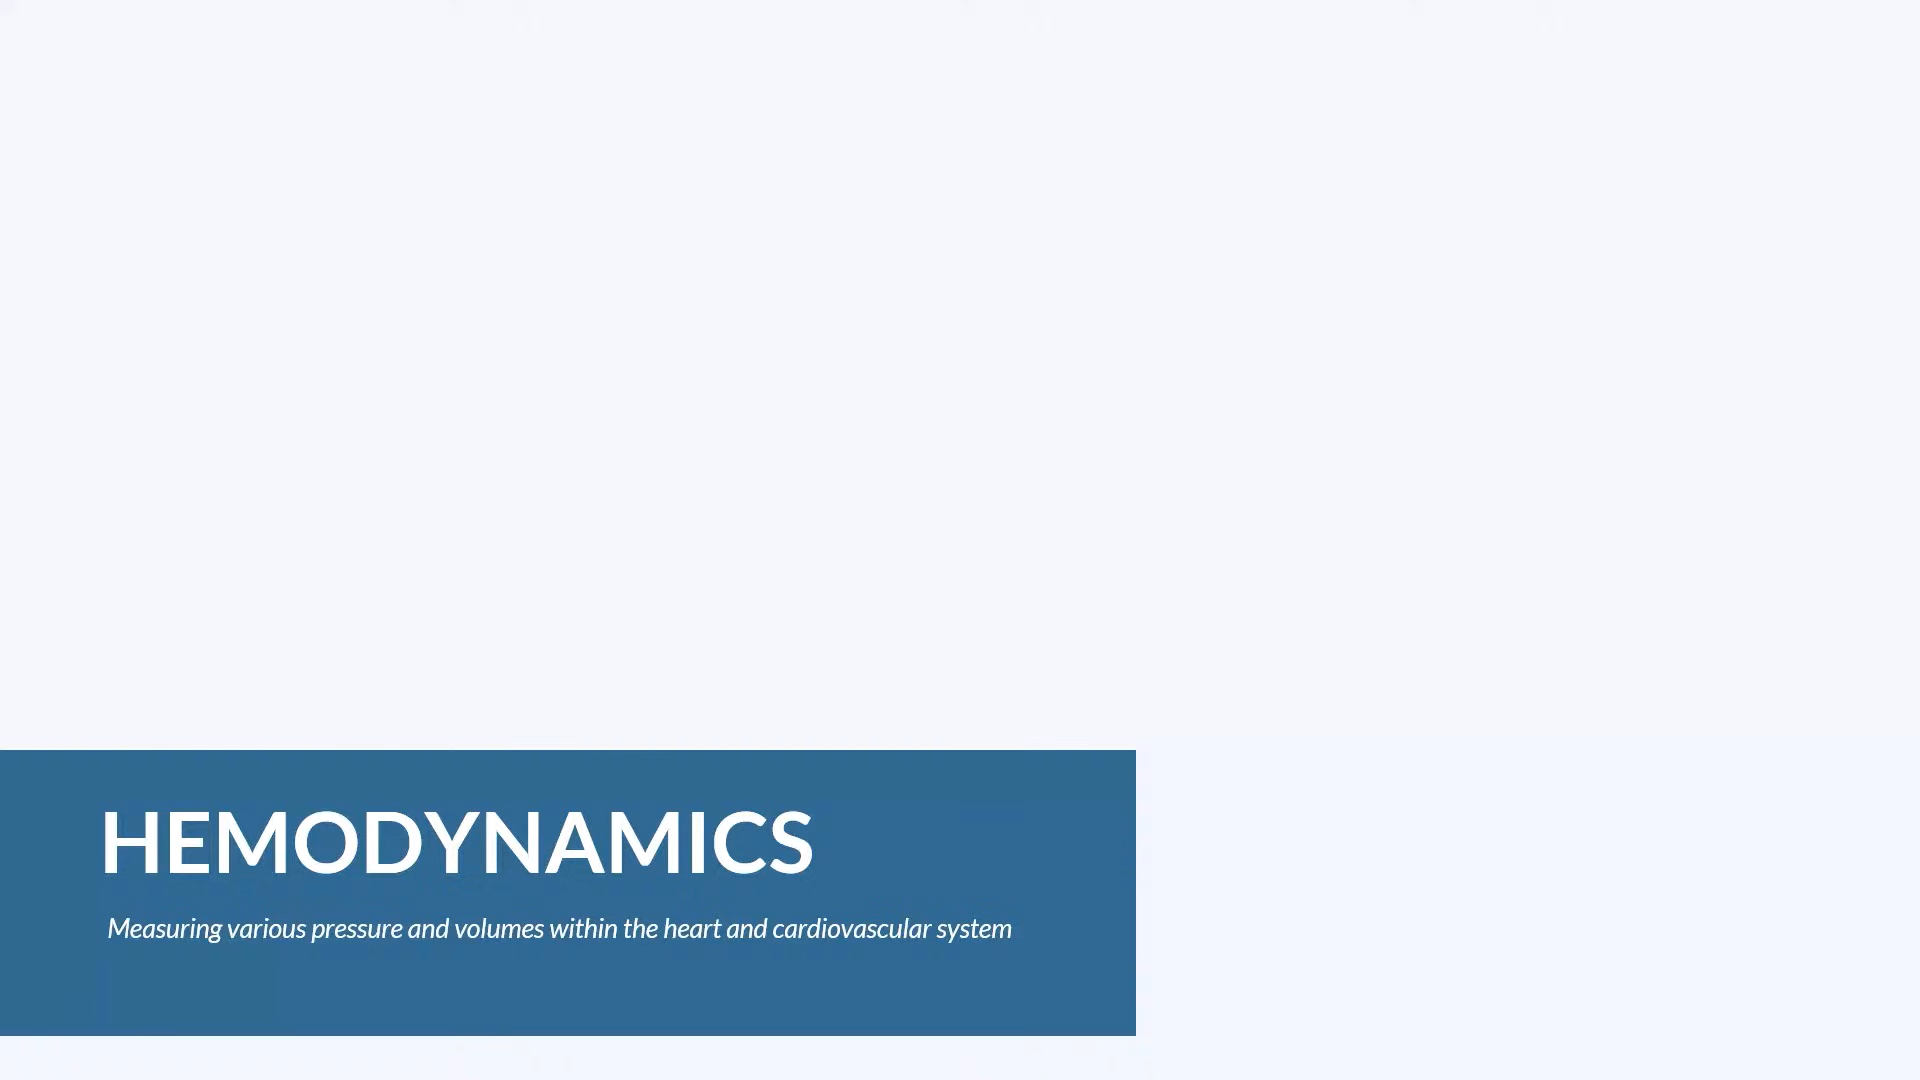 HEMODYNAMICS
Measuring various pressure and volumes within the heart and cardiovascular system